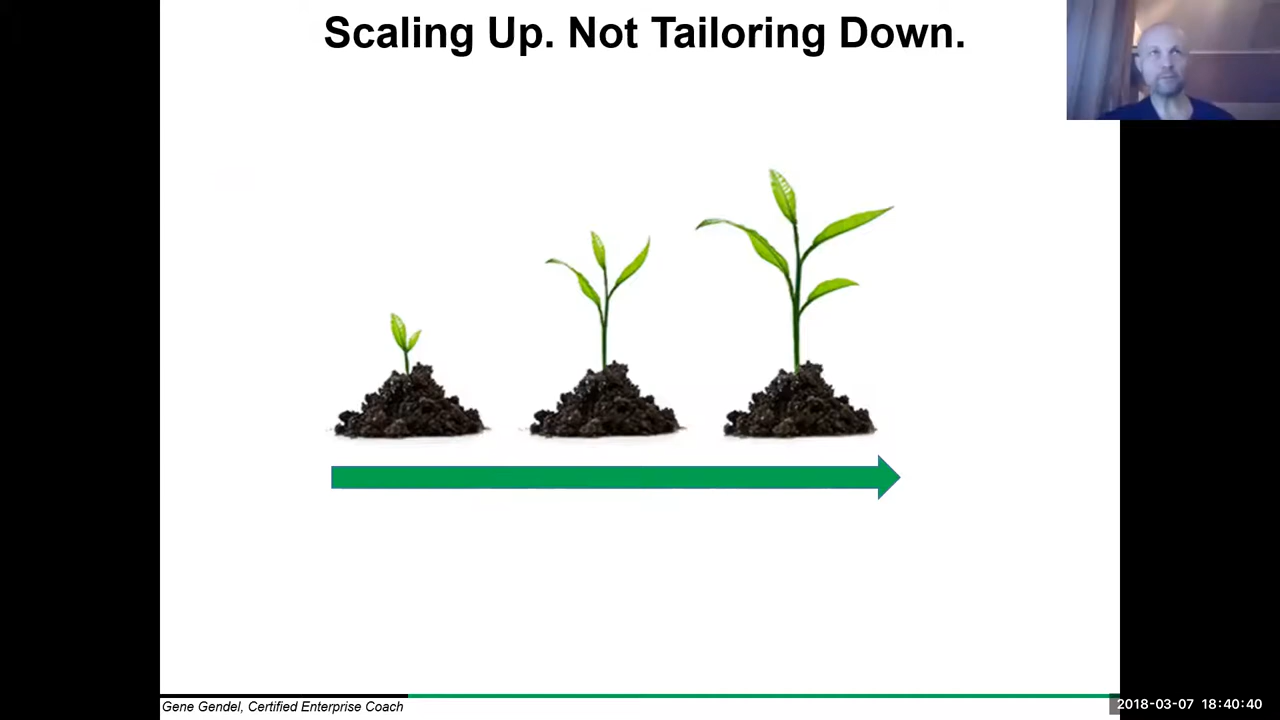 Scaling Up. Not Tailoring Down.
Gene Gendel, Certified Enterprise Coach
2018-03-07 18:40:40